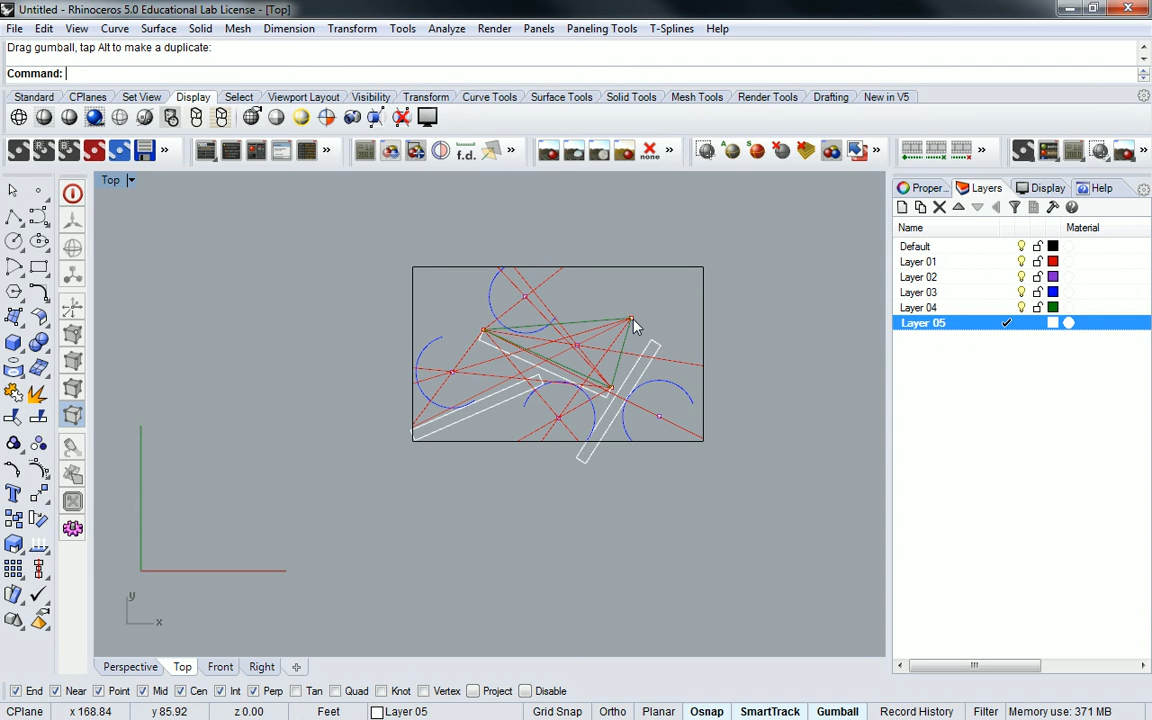 Untitled - Rhinoceros 5.0 Educational Lab License - [Top]
File Edit View Curve Surface Solid Mesh Dimension Transform Tools Analyze Render Panels Paneling Tools T-Splines Help
Drag gumball, tap Alt to make a duplicate:
Command:
Standard CPlanes Set View Display Select Viewport Layout Visibility Transform Curve Tools Surface Tools Solid Tools Mesh Tools Render Tools Drafting New in V5
f.d. none
Top
Proper... Layers Display Help
Name Material
Default
Layer 01
Layer 02
Layer 03
Layer 04
Layer 05
y
x
Perspective Top Front Right
End Near Point Mid Cen Int Perp Tan Quad Knot Vertex Project Disable
CPlane x 168.84 y 85.92 z 0.00 Feet Layer 05 Grid Snap Ortho Planar Osnap SmartTrack Gumball Record History Filter Memory use: 371 MB